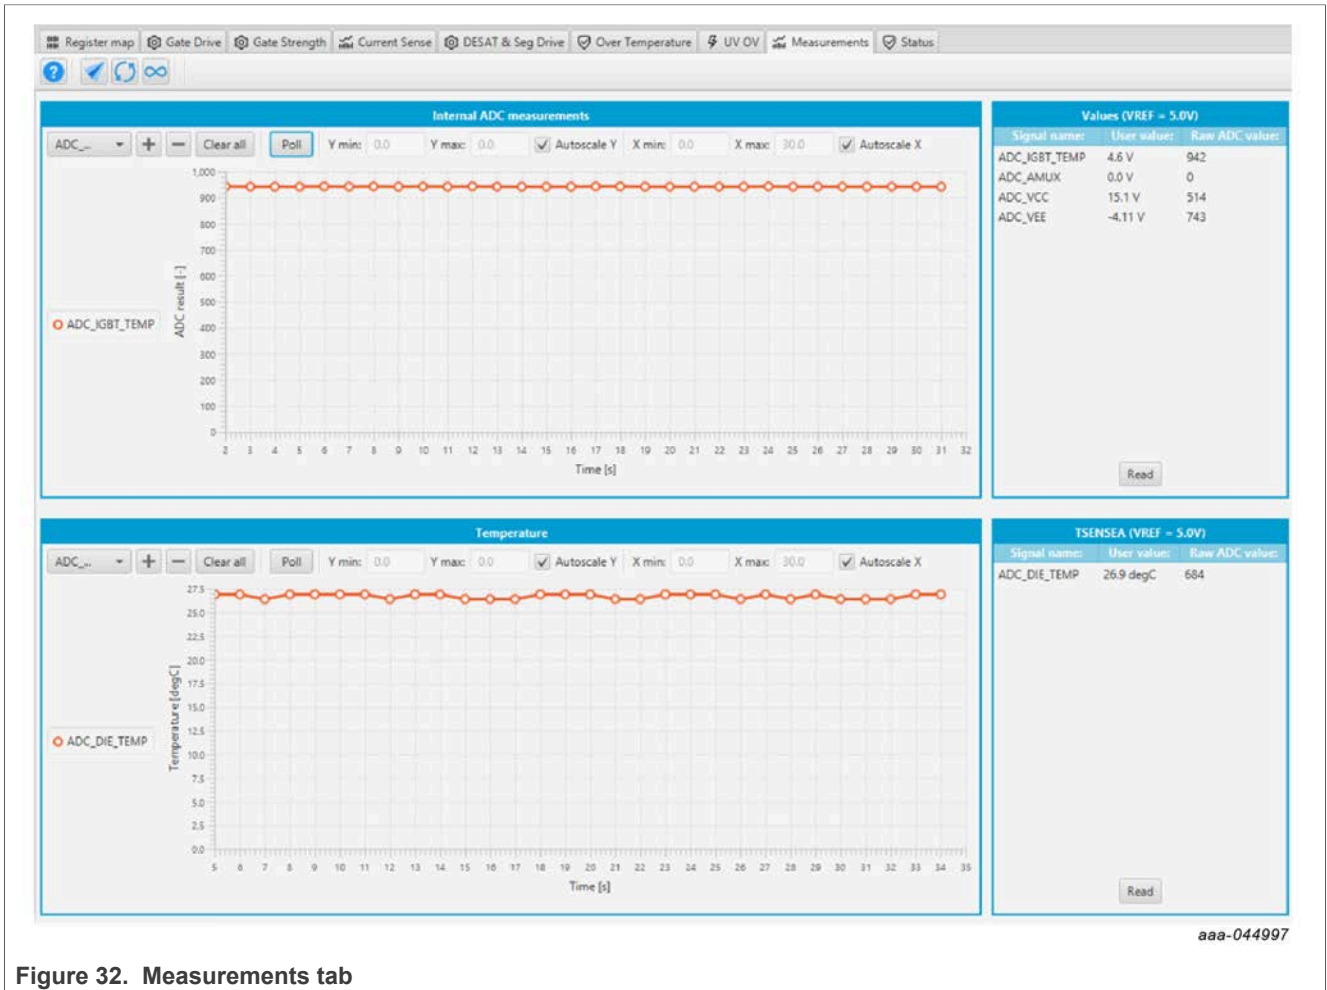 Register map Gate Drive Gate Strength Current Sense DESAT & Seg Drive Over Temperature UV OV Measurements Status
Internal ADC measurements
ADC_... + − Clear all Poll Y min: 0.0 Y max: 0.0 Autoscale Y X min: 0.0 X max: 30.0 Autoscale X
1,000
900
800
700
600
500
400
300
200
100
0
ADC result [-]
ADC_IGBT_TEMP
2 3 4 5 6 7 8 9 10 11 12 13 14 15 16 17 18 19 20 21 22 23 24 25 26 27 28 29 30 31 32
Time [s]
Values (VREF = 5.0V)
Signal name: User value: Raw ADC value:
ADC_IGBT_TEMP 4.6 V 942
ADC_AMUX 0.0 V 0
ADC_VCC 15.1 V 514
ADC_VEE -4.11 V 743
Read
Temperature
ADC_... + − Clear all Poll Y min: 0.0 Y max: 0.0 Autoscale Y X min: 0.0 X max: 30.0 Autoscale X
27.5
25.0
22.5
20.0
17.5
15.0
12.5
10.0
7.5
5.0
2.5
0.0
Temperature [degC]
ADC_DIE_TEMP
5 6 7 8 9 10 11 12 13 14 15 16 17 18 19 20 21 22 23 24 25 26 27 28 29 30 31 32 33 34 35
Time [s]
TSENSEA (VREF = 5.0V)
Signal name: User value: Raw ADC value:
ADC_DIE_TEMP 26.9 degC 684
Read
aaa-044997
Figure 32. Measurements tab